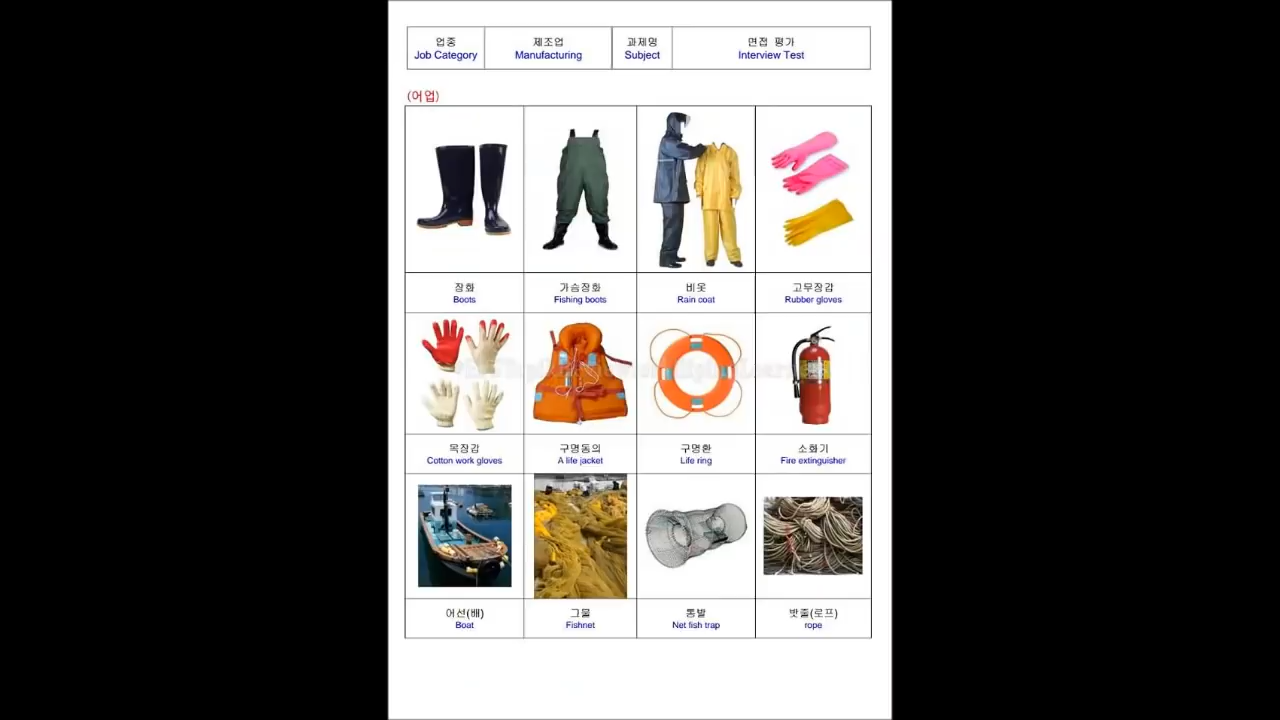 업종
Job Category
제조업
Manufacturing
과제명
Subject
면접 평가
Interview Test
(어업)
장화
Boots
가슴장화
Fishing boots
비옷
Rain coat
고무장갑
Rubber gloves
목장갑
Cotton work gloves
구명동의
A life jacket
구명환
Life ring
소화기
Fire extinguisher
어선(배)
Boat
그물
Fishnet
통발
Net fish trap
밧줄(로프)
rope